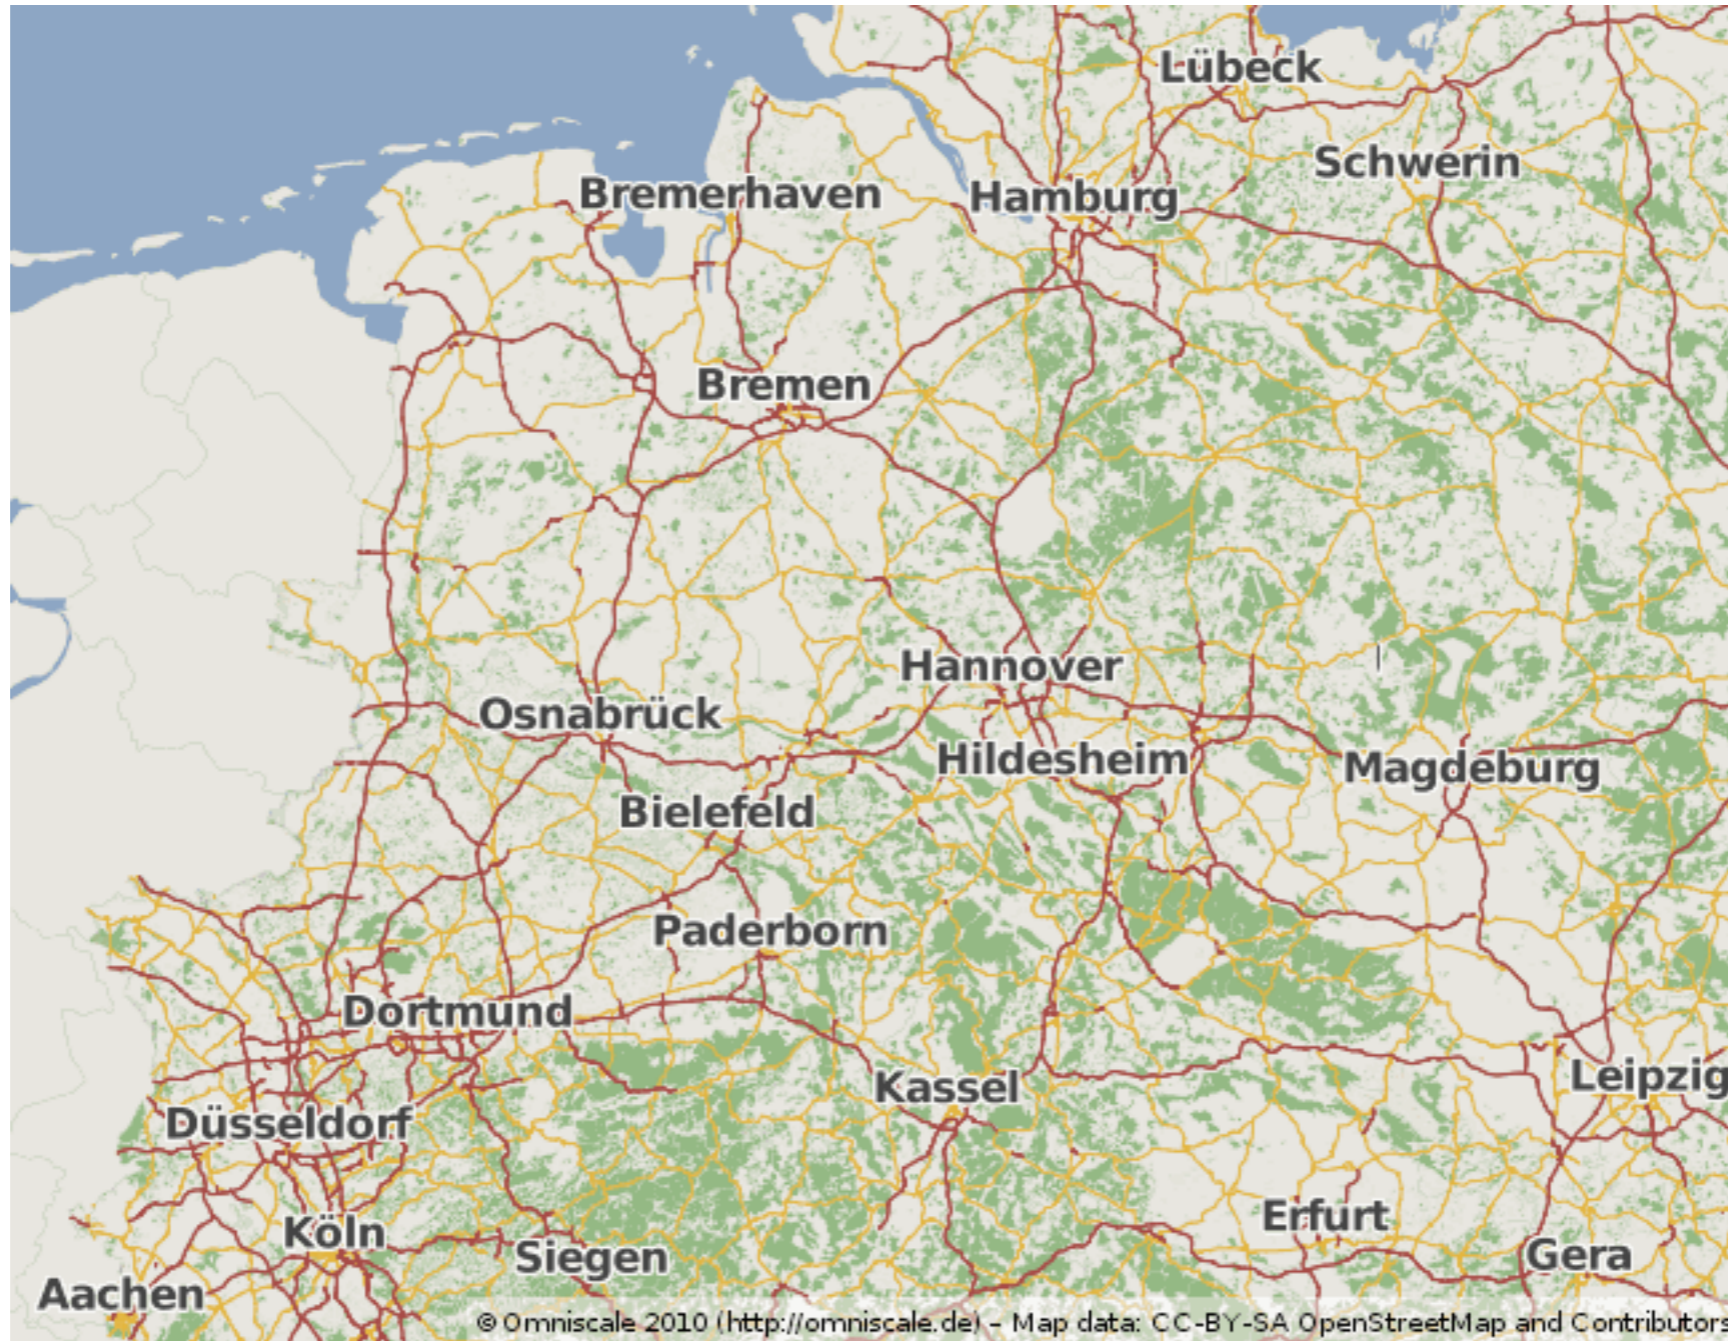 Lübeck
Schwerin
Bremerhaven
Hamburg
Bremen
Hannover
Osnabrück
Hildesheim
Magdeburg
Bielefeld
Paderborn
Dortmund
Kassel
Leipzig
Düsseldorf
Erfurt
Köln
Siegen
Gera
Aachen
© Omniscale 2010 (http://omniscale.de) – Map data: CC-BY-SA OpenStreetMap and Contributors